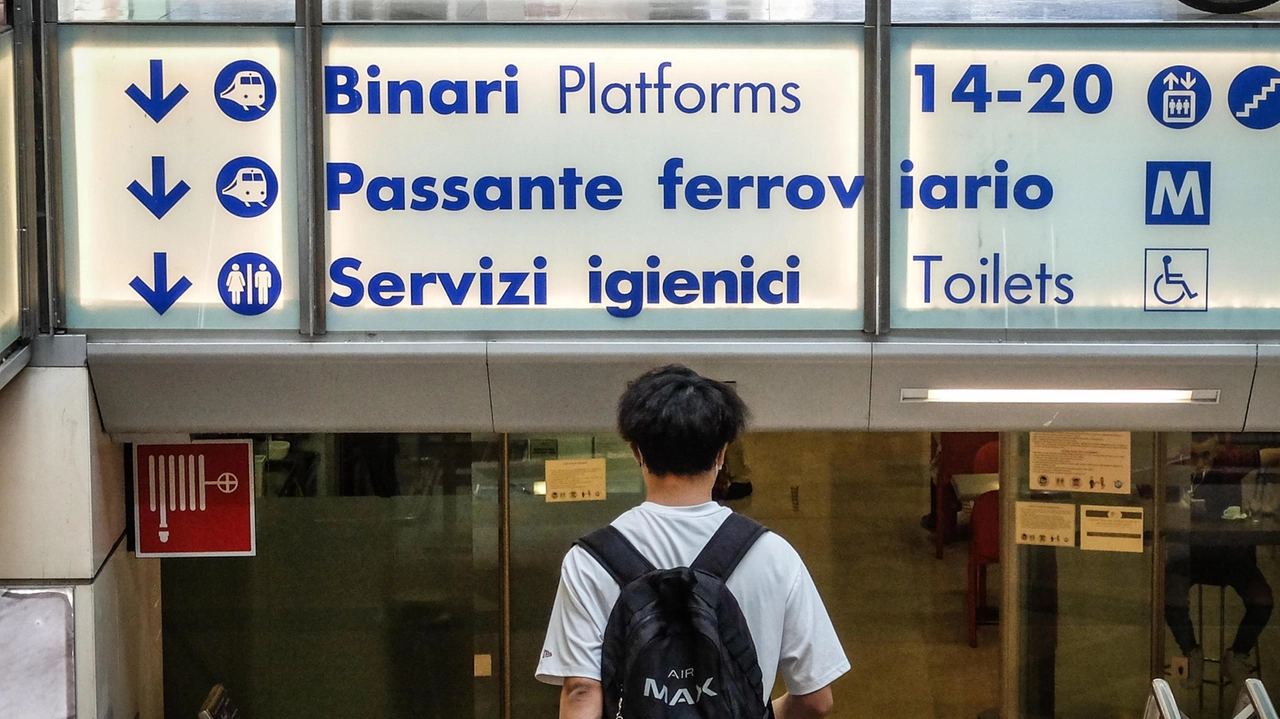 Binari Platforms 14-20
Passante ferroviario M
Servizi igienici Toilets
AIR
MAX